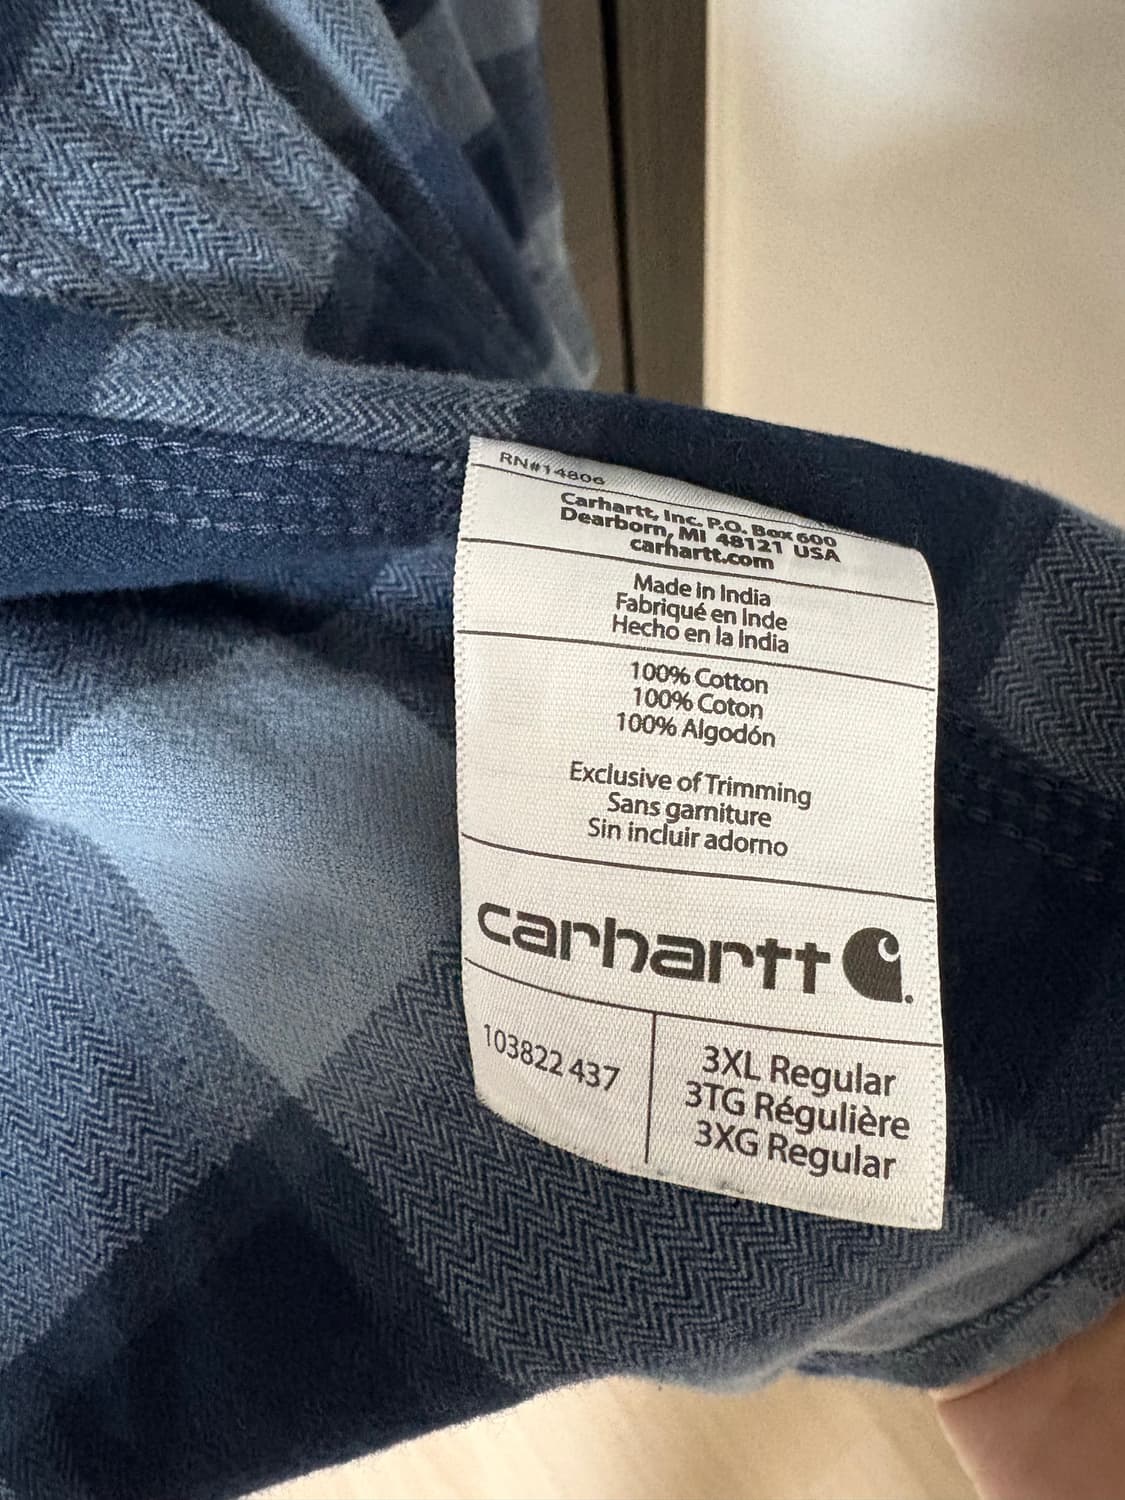 RN#14806
Carhartt, Inc. P.O. Box 600
Dearborn, MI 48121 USA
carhartt.com
Made in India
Fabriqué en Inde
Hecho en la India
100% Cotton
100% Coton
100% Algodón
Exclusive of Trimming
Sans garniture
Sin incluir adorno
carhartt
103822 437
3XL Regular
3TG Régulière
3XG Regular